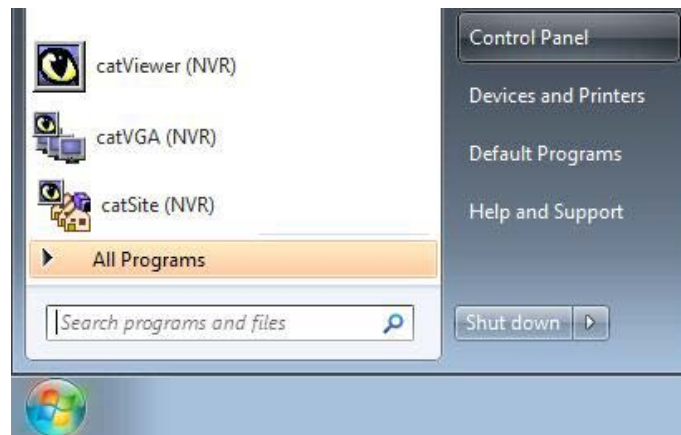 catViewer (NVR)
catVGA (NVR)
catSite (NVR)
All Programs
Search programs and files
Control Panel
Devices and Printers
Default Programs
Help and Support
Shut down